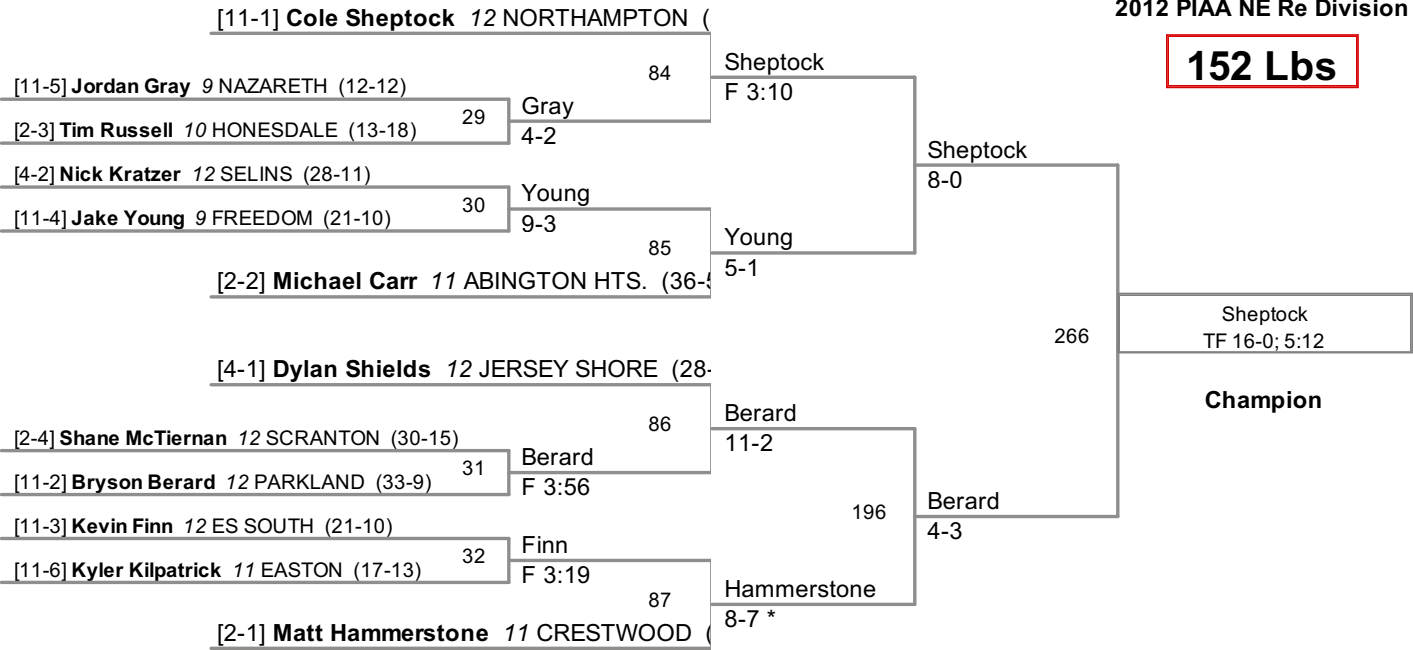 2012 PIAA NE Re Division
152 Lbs
[11-1] Cole Sheptock 12 NORTHAMPTON (
84
Sheptock
F 3:10
[11-5] Jordan Gray 9 NAZARETH (12-12)
29
Gray
4-2
[2-3] Tim Russell 10 HONESDALE (13-18)
Sheptock
8-0
[4-2] Nick Kratzer 12 SELINS (28-11)
30
Young
9-3
[11-4] Jake Young 9 FREEDOM (21-10)
85
Young
5-1
[2-2] Michael Carr 11 ABINGTON HTS. (36-
266
Sheptock
TF 16-0; 5:12
Champion
[4-1] Dylan Shields 12 JERSEY SHORE (28-
86
Berard
11-2
[2-4] Shane McTiernan 12 SCRANTON (30-15)
31
Berard
F 3:56
[11-2] Bryson Berard 12 PARKLAND (33-9)
196
Berard
4-3
[11-3] Kevin Finn 12 ES SOUTH (21-10)
32
Finn
F 3:19
[11-6] Kyler Kilpatrick 11 EASTON (17-13)
87
Hammerstone
8-7 *
[2-1] Matt Hammerstone 11 CRESTWOOD (